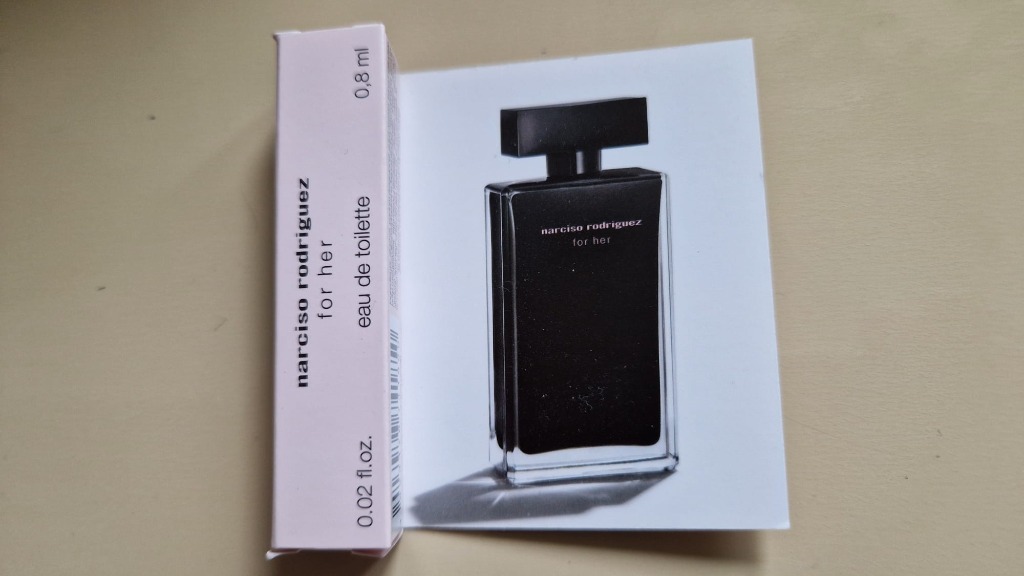 narciso rodriguez
for her
eau de toilette
0.02 fl.oz.
0,8 ml
narciso rodriguez
for her